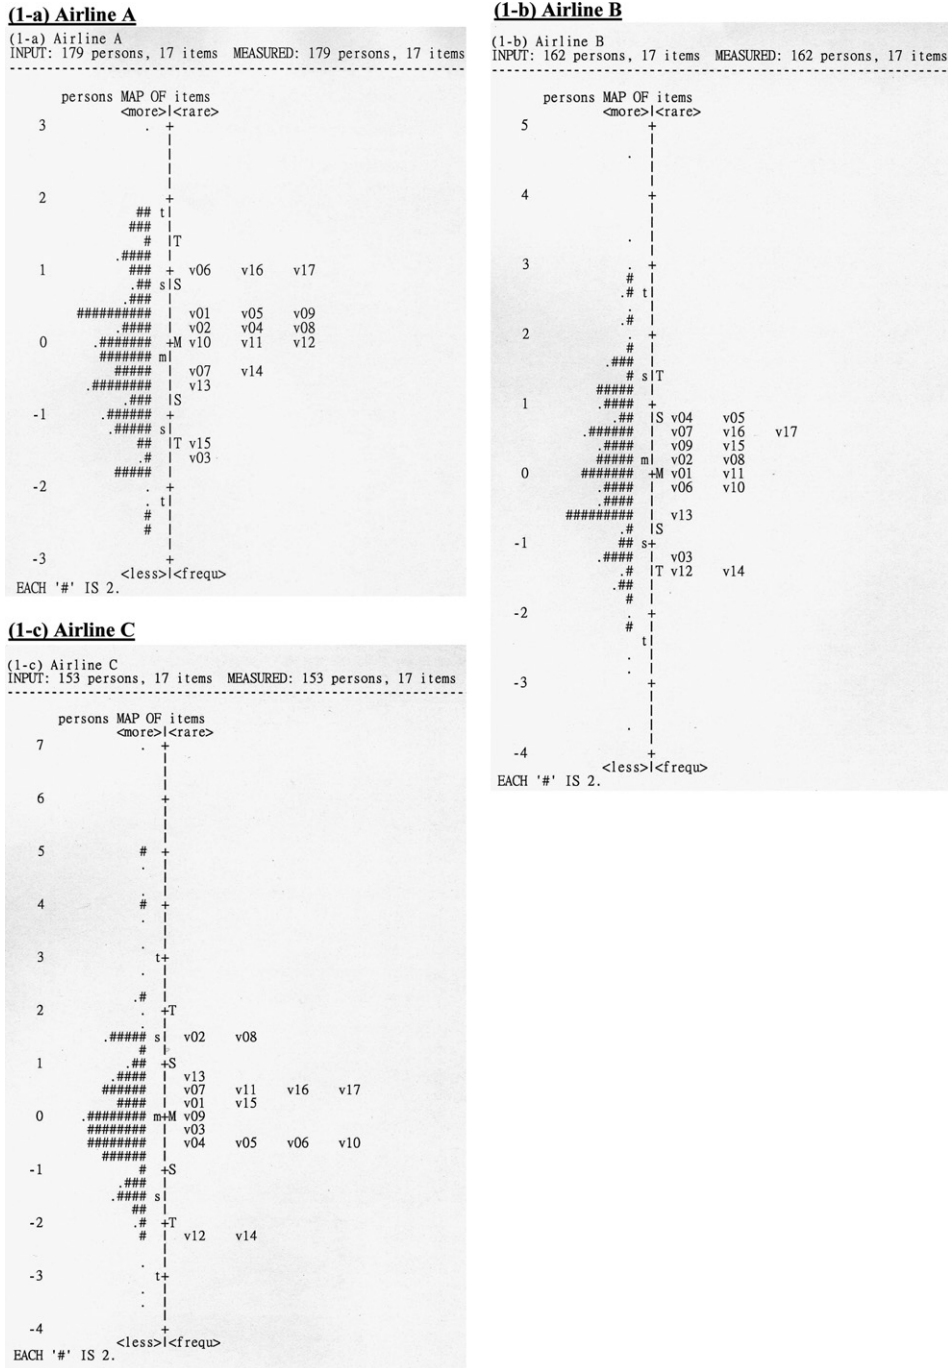 (1-a) Airline A
(1-a) Airline A
INPUT: 179 persons, 17 items  MEASURED: 179 persons, 17 items
--------------------------------------------------------------
persons MAP OF items
<more>|<rare>
3 . +
|
|
|
|
2 +
## t|
### |
# |T
.#### |
1 ### + v06 v16 v17
.## s|S
.### |
########## | v01 v05 v09
.#### | v02 v04 v08
0 .####### +M v10 v11 v12
####### m|
##### | v07 v14
.######## | v13
.### |S
-1 .###### +
.##### s|
## |T v15
.# | v03
##### |
-2 . +
. t|
# |
# |
|
-3 +
<less>|<frequ>
EACH '#' IS 2.
(1-b) Airline B
(1-b) Airline B
INPUT: 162 persons, 17 items  MEASURED: 162 persons, 17 items
--------------------------------------------------------------
persons MAP OF items
<more>|<rare>
5 +
|
. |
|
|
4 +
|
|
. |
|
3 . +
# |
.# t|
. |
.# |
2 . +
# |
.### |
# s|T
##### |
1 .#### +
.## |S v04 v05
.###### | v07 v16 v17
.#### | v09 v15
##### m| v02 v08
0 ####### +M v01 v11
.#### | v06 v10
.#### |
######### | v13
.# |S
-1 ## s+
.#### | v03
.# |T v12 v14
.## |
# |
-2 . +
# |
t|
. |
. |
-3 +
|
|
. |
|
-4 +
<less>|<frequ>
EACH '#' IS 2.
(1-c) Airline C
(1-c) Airline C
INPUT: 153 persons, 17 items  MEASURED: 153 persons, 17 items
--------------------------------------------------------------
persons MAP OF items
<more>|<rare>
7 . +
|
|
|
6 +
|
|
|
5 # +
. |
|
. |
4 # +
. |
|
. |
3 t+
. |
|
.# |
2 . +T
. |
.##### s| v02 v08
# |
1 .## +S
.#### | v13
###### | v07 v11 v16 v17
#### | v01 v15
0 .######## m+M v09
######## | v03
######## | v04 v05 v06 v10
###### |
-1 # +S
.### |
.#### s|
## |
-2 .# +T
# | v12 v14
|
. |
-3 t+
. |
. |
|
-4 +
<less>|<frequ>
EACH '#' IS 2.